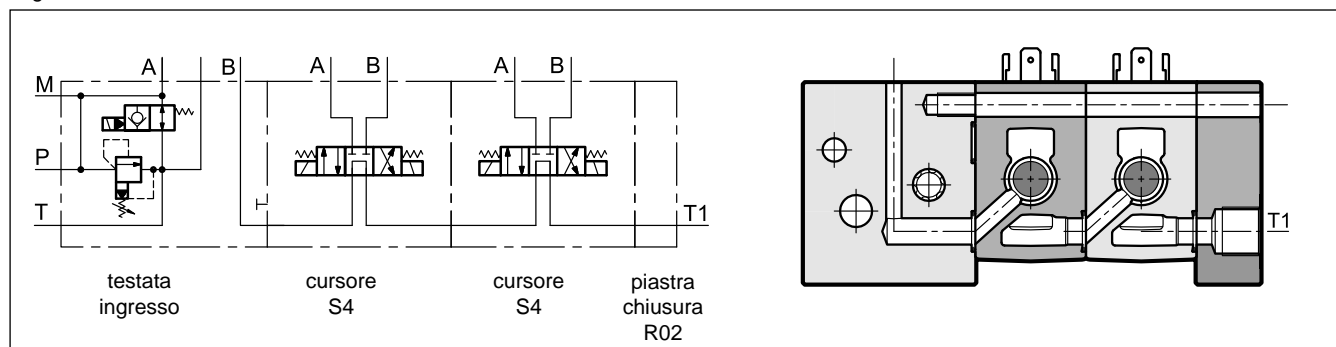 A B A B A B
M
P
T T1 T1
testata
ingresso
cursore
S4
cursore
S4
piastra
chiusura
R02